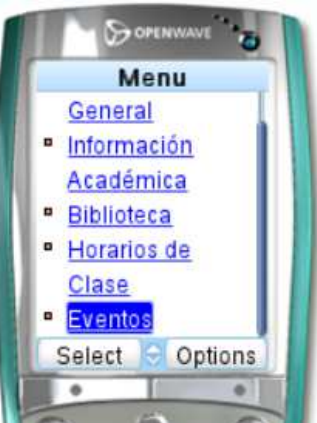 OPENWAVE
Menu
General
Información
Académica
Biblioteca
Horarios de
Clase
Eventos
Select Options